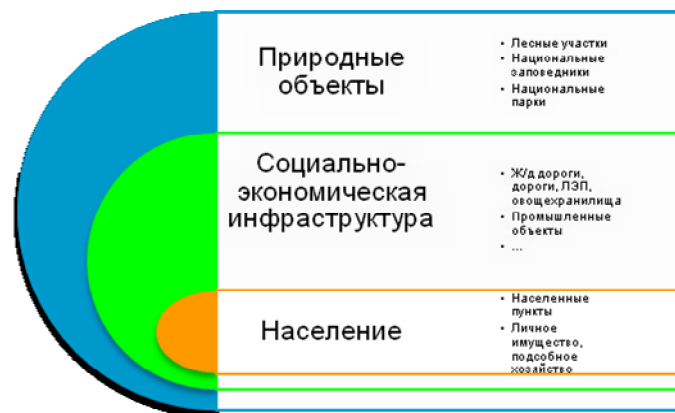 Природные
объекты
• Лесные участки
• Национальные
заповедники
• Национальные
парки
Социально-
экономическая
инфраструктура
• Ж/д дороги,
дороги, ЛЭП,
овощехранилища
• Промышленные
объекты
• ...
Население
• Населенные
пункты
• Личное
имущество,
подсобное
хозяйство